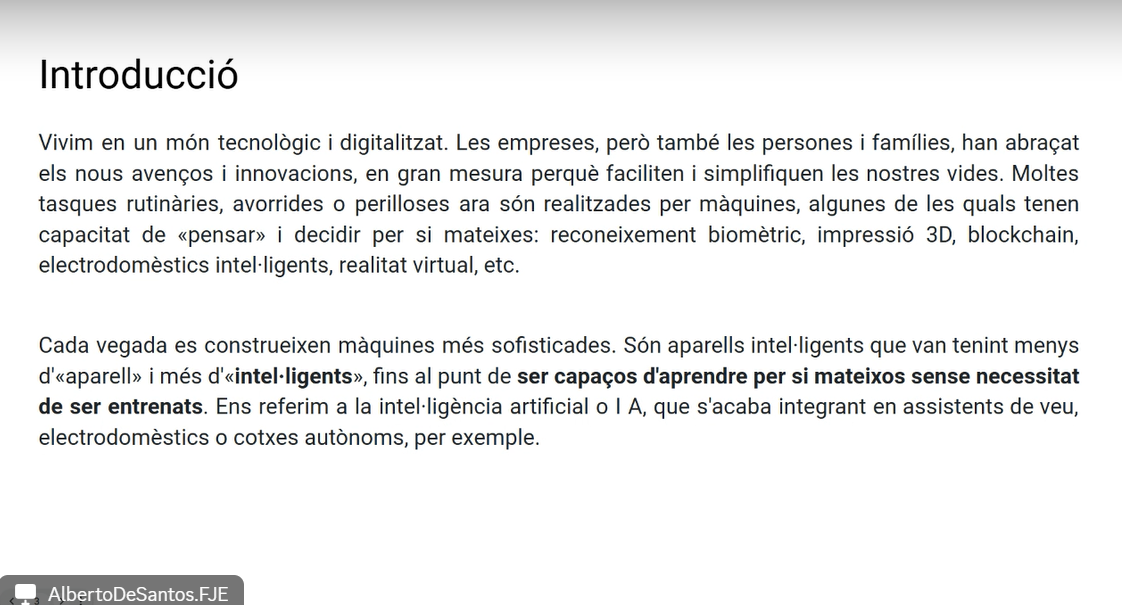 Introducció
Vivim en un món tecnològic i digitalitzat. Les empreses, però també les persones i famílies, han abraçat
els nous avenços i innovacions, en gran mesura perquè faciliten i simplifiquen les nostres vides. Moltes
tasques rutinàries, avorrides o perilloses ara són realitzades per màquines, algunes de les quals tenen
capacitat de «pensar» i decidir per si mateixes: reconeixement biomètric, impressió 3D, blockchain,
electrodomèstics intel·ligents, realitat virtual, etc.
Cada vegada es construeixen màquines més sofisticades. Són aparells intel·ligents que van tenint menys
d'«aparell» i més d'«intel·ligents», fins al punt de ser capaços d'aprendre per si mateixos sense necessitat
de ser entrenats. Ens referim a la intel·ligència artificial o I A, que s'acaba integrant en assistents de veu,
electrodomèstics o cotxes autònoms, per exemple.
AlbertoDeSantos.FJE